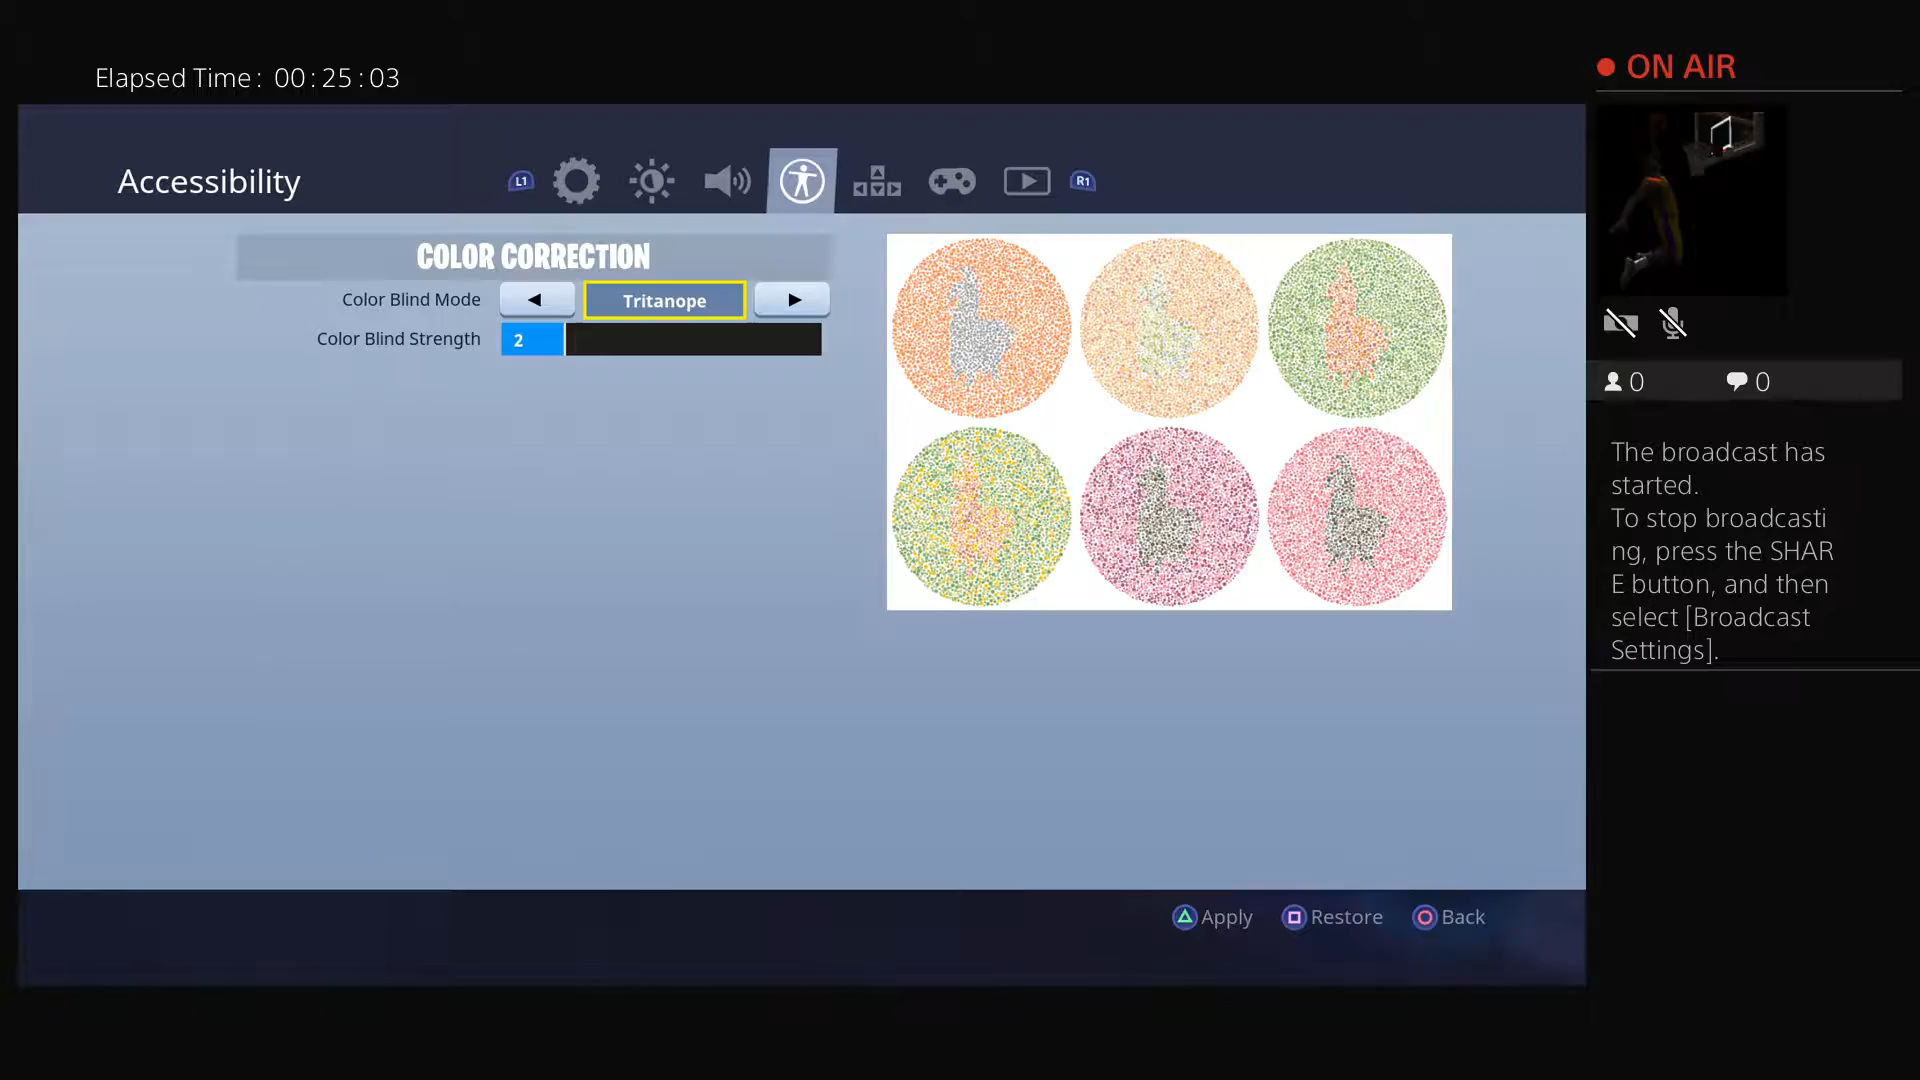 Elapsed Time: 00:25:03
ON AIR
Accessibility
L1
R1
COLOR CORRECTION
Color Blind Mode
Tritanope
Color Blind Strength
2
0
0
The broadcast has
started.
To stop broadcasti
ng, press the SHAR
E button, and then
select [Broadcast
Settings].
Apply
Restore
Back